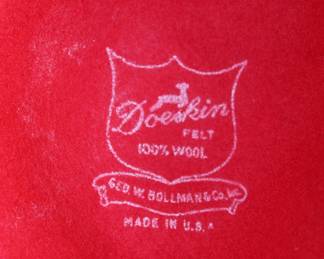 Doeskin
FELT
100% WOOL
GEO. W. BOLLMAN & Co., INC.
MADE IN U.S.A